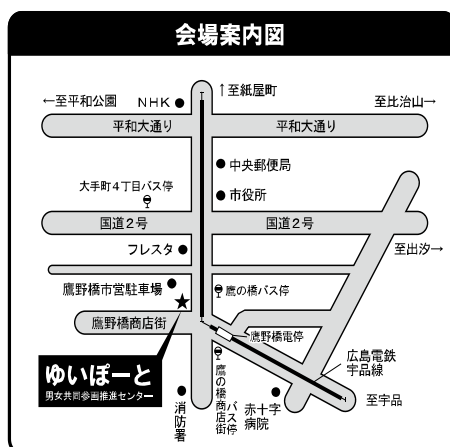 会場案内図
←至平和公園
NHK
↑至紙屋町
至比治山→
平和大通り
平和大通り
中央郵便局
大手町4丁目バス停
市役所
国道2号
国道2号
フレスタ
至出汐→
鷹野橋市営駐車場
鷹の橋バス停
鷹野橋商店街
鷹野橋電停
広島電鉄
宇品線
ゆいぽーと
男女共同参画推進センター
消防署
鷹の橋商店街
バス停
赤十字
病院
至宇品